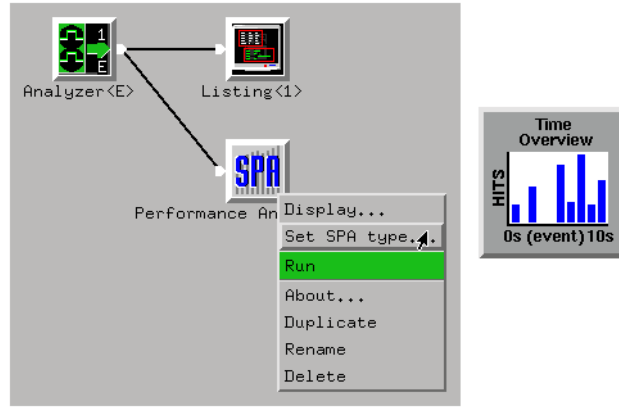 1
E
Analyzer<E>
Listing<1>
SPA
Performance An
Display...
Set SPA type...
Run
About...
Duplicate
Rename
Delete
Time
Overview
HITS
0s (event) 10s